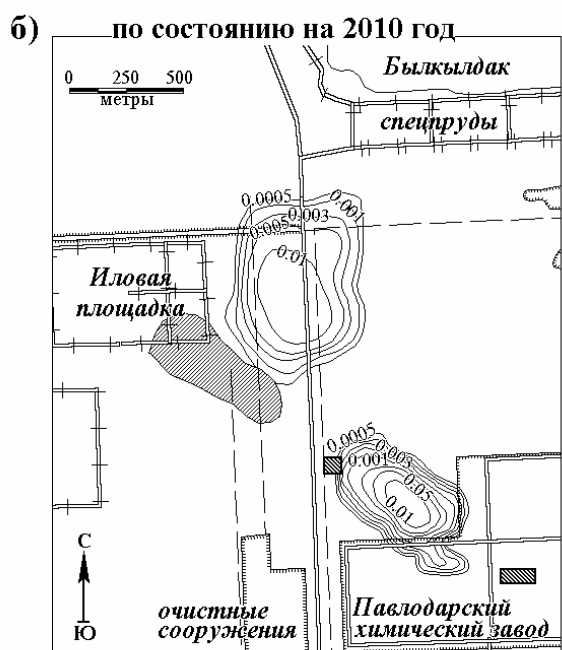 б) по состоянию на 2010 год
0 250 500
метры
Былкылдак
спецпруды
0.0005
0.001
0.003
0.005
0.01
Иловая
площадка
0.0005
0.003
0.001
0.05
0.01
С
Ю
очистные
сооружения
Павлодарский
химический завод